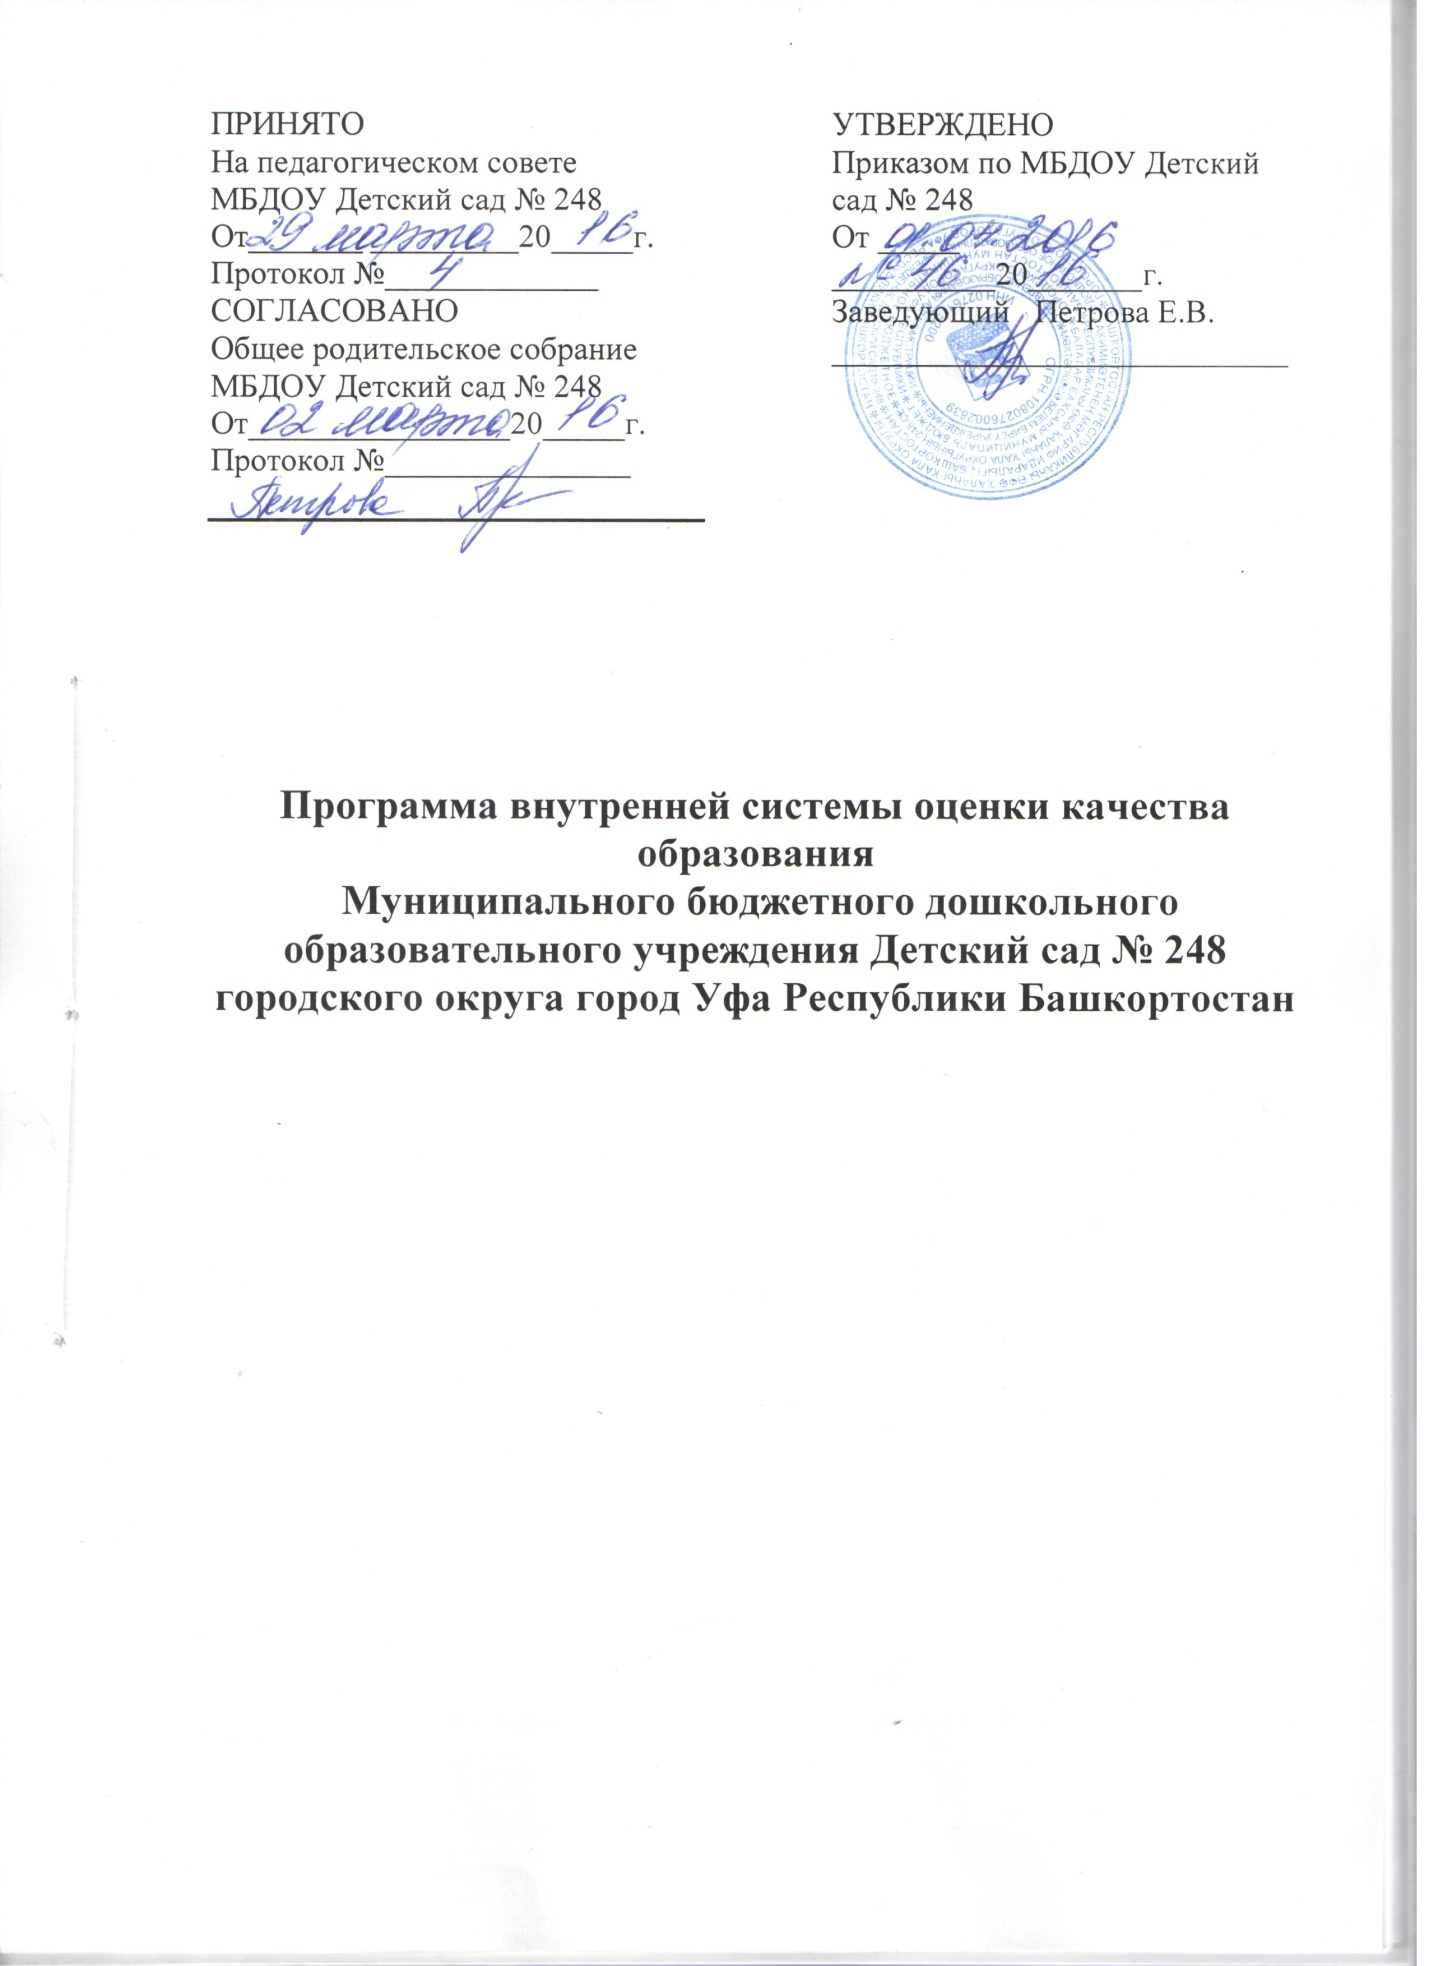 ПРИНЯТО
На педагогическом совете
МБДОУ Детский сад № 248
От 29 марта 20 16 г.
Протокол № 4
СОГЛАСОВАНО
Общее родительское собрание
МБДОУ Детский сад № 248
От 02 марта 20 16 г.
Протокол №
Петрова
УТВЕРЖДЕНО
Приказом по МБДОУ Детский
сад № 248
От 01.04 2016
№ 46 20 16 г.
Заведующий Петрова Е.В.
ОГРН 1080276002839
Программа внутренней системы оценки качества
образования
Муниципального бюджетного дошкольного
образовательного учреждения Детский сад № 248
городского округа город Уфа Республики Башкортостан